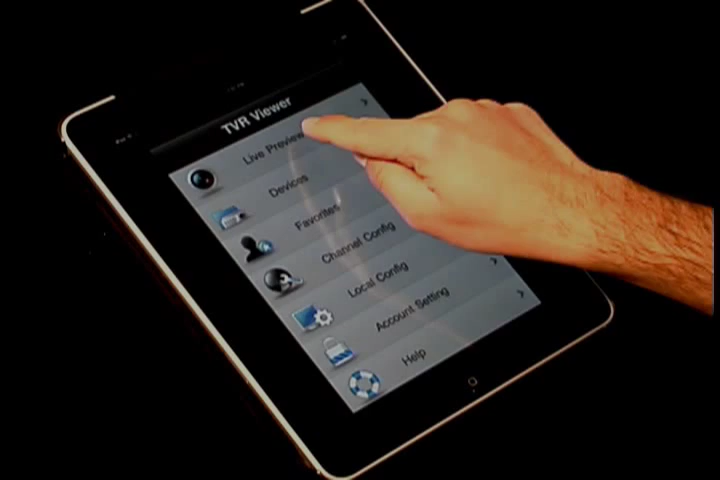 TVR Viewer
Live Preview
Devices
Favorites
Channel Config
Local Config
Account Setting
Help